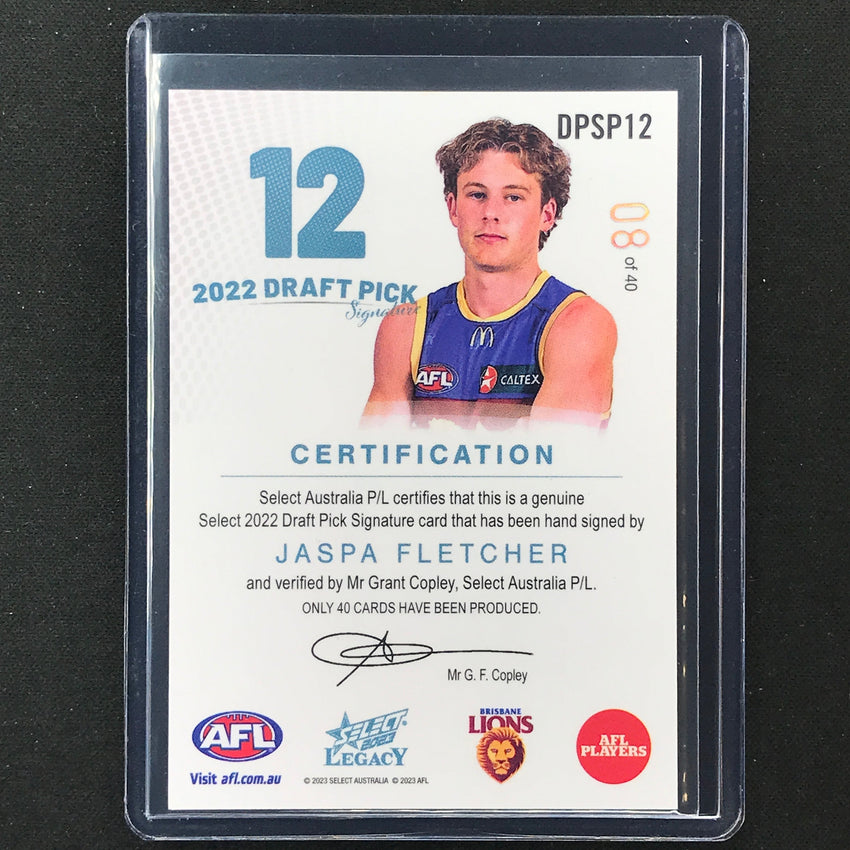 DPSP12
12
08 of 40
2022 DRAFT PICK
Signature
AFL
CALTEX
CERTIFICATION
Select Australia P/L certifies that this is a genuine
Select 2022 Draft Pick Signature card that has been hand signed by
JASPA FLETCHER
and verified by Mr Grant Copley, Select Australia P/L.
ONLY 40 CARDS HAVE BEEN PRODUCED.
Mr G. F. Copley
AFL
Visit afl.com.au
SELECT
2023
LEGACY
© 2023 SELECT AUSTRALIA © 2023 AFL
BRISBANE
LIONS
AFL
PLAYERS